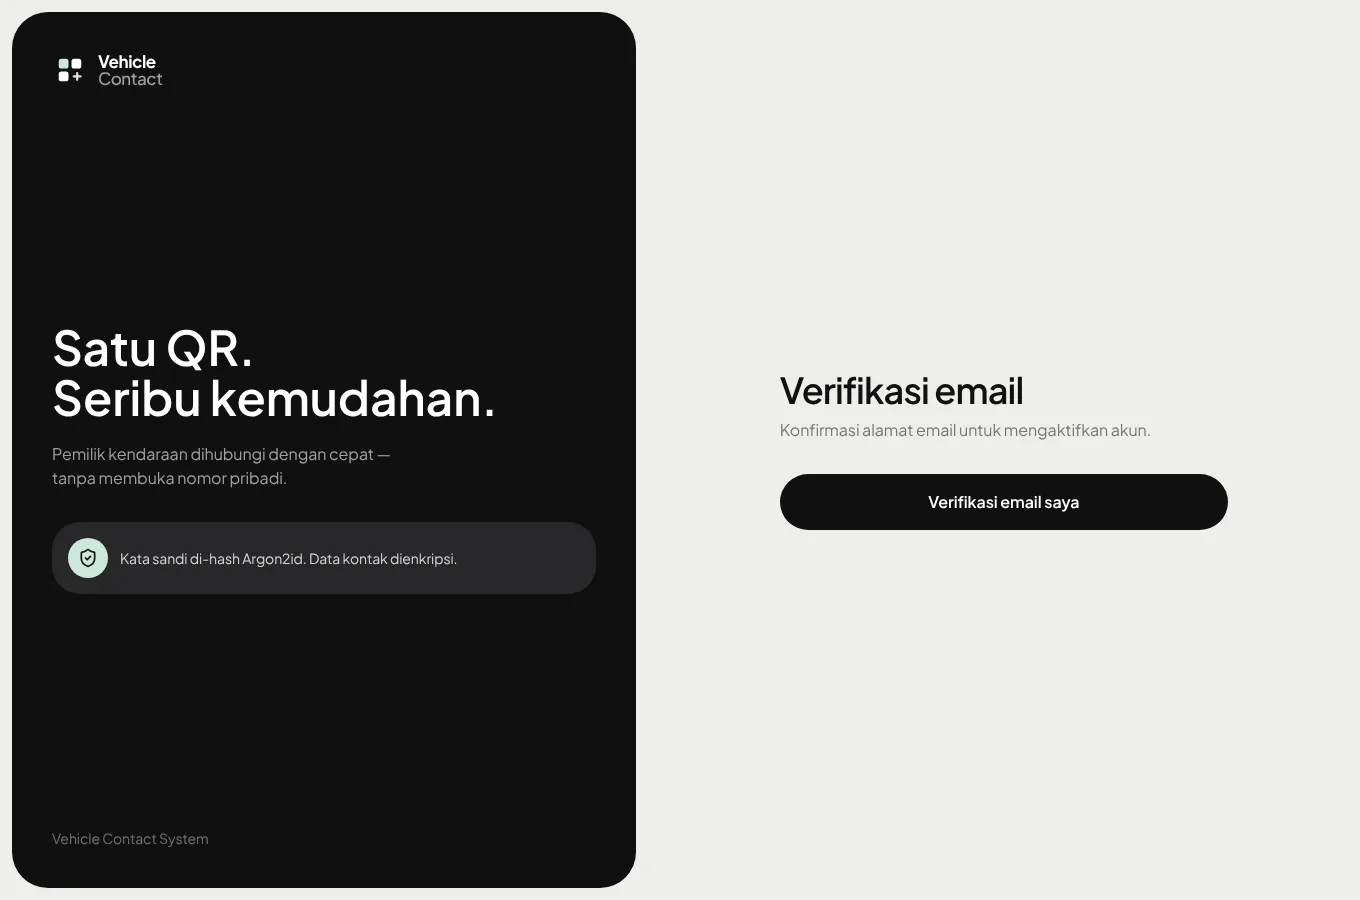 Vehicle
Contact
Satu QR.
Seribu kemudahan.
Pemilik kendaraan dihubungi dengan cepat —
tanpa membuka nomor pribadi.
Kata sandi di-hash Argon2id. Data kontak dienkripsi.
Vehicle Contact System
Verifikasi email
Konfirmasi alamat email untuk mengaktifkan akun.
Verifikasi email saya